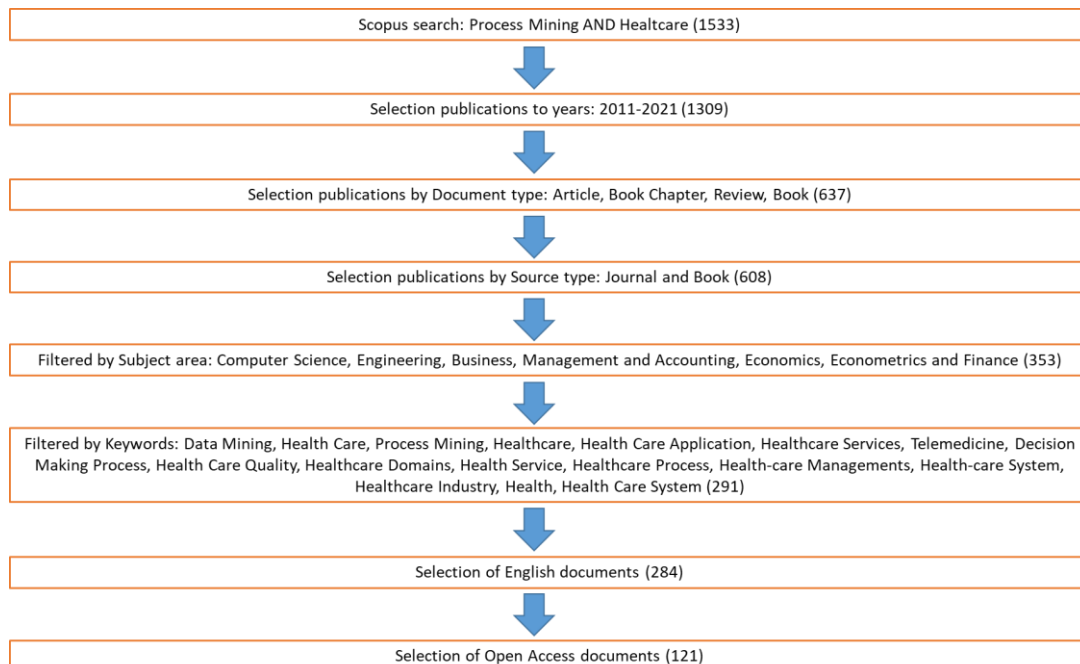 Scopus search: Process Mining AND Healtcare (1533)
Selection publications to years: 2011-2021 (1309)
Selection publications by Document type: Article, Book Chapter, Review, Book (637)
Selection publications by Source type: Journal and Book (608)
Filtered by Subject area: Computer Science, Engineering, Business, Management and Accounting, Economics, Econometrics and Finance (353)
Filtered by Keywords: Data Mining, Health Care, Process Mining, Healthcare, Health Care Application, Healthcare Services, Telemedicine, Decision
Making Process, Health Care Quality, Healthcare Domains, Health Service, Healthcare Process, Health-care Managements, Health-care System,
Healthcare Industry, Health, Health Care System (291)
Selection of English documents (284)
Selection of Open Access documents (121)